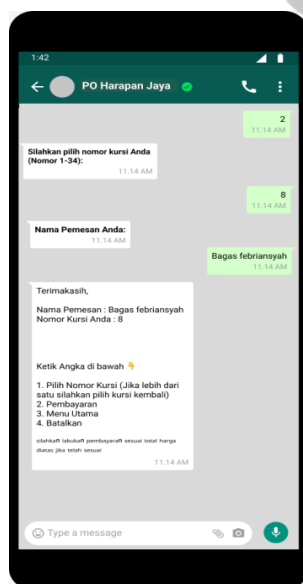 1:42
PO Harapan Jaya
2
11.14 AM
Silahkan pilih nomor kursi Anda
(Nomor 1-34):
11.14 AM
8
11.14 AM
Nama Pemesan Anda:
11.14 AM
Bagas febriansyah
11.14 AM
Terimakasih,
Nama Pemesan : Bagas febriansyah
Nomor Kursi Anda : 8
Ketik Angka di bawah 👇
1. Pilih Nomor Kursi (Jika lebih dari
satu silahkan pilih kursi kembali)
2. Pembayaran
3. Menu Utama
4. Batalkan
silahkan lakukan pembayaran sesuai total harga
diatas jika telah sesuai
11.14 AM
Type a message